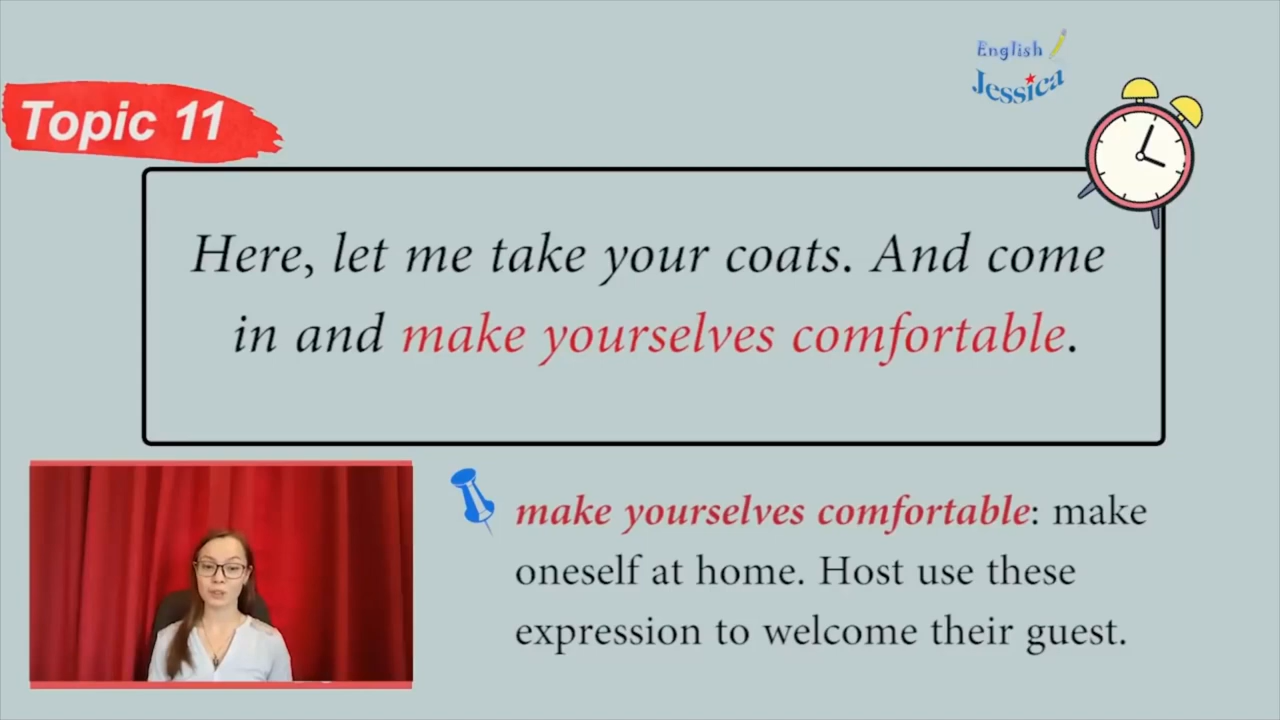 English
Jessica
Topic 11
Here, let me take your coats. And come
in and make yourselves comfortable.
make yourselves comfortable: make
oneself at home. Host use these
expression to welcome their guest.